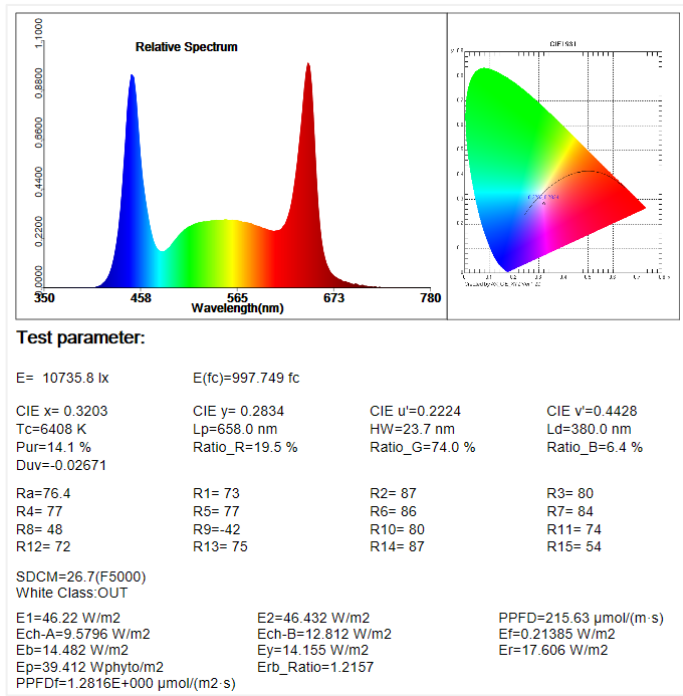 Relative Spectrum
1.1000
0.8800
0.6600
0.4400
0.2200
0.0000
350 458 565 673 780
Wavelength(nm)
CIE1931
Test parameter:
E= 10735.8 lx E(fc)=997.749 fc
CIE x= 0.3203 CIE y= 0.2834 CIE u'=0.2224 CIE v'=0.4428
Tc=6408 K Lp=658.0 nm HW=23.7 nm Ld=380.0 nm
Pur=14.1 % Ratio_R=19.5 % Ratio_G=74.0 % Ratio_B=6.4 %
Duv=-0.02671
Ra=76.4 R1= 73 R2= 87 R3= 80
R4= 77 R5= 77 R6= 86 R7= 84
R8= 48 R9=-42 R10= 80 R11= 74
R12= 72 R13= 75 R14= 87 R15= 54
SDCM=26.7(F5000)
White Class:OUT
E1=46.22 W/m2 E2=46.432 W/m2 PPFD=215.63 μmol/(m·s)
Ech-A=9.5796 W/m2 Ech-B=12.812 W/m2 Ef=0.21385 W/m2
Eb=14.482 W/m2 Ey=14.155 W/m2 Er=17.606 W/m2
Ep=39.412 Wphyto/m2 Erb_Ratio=1.2157
PPFDf=1.2816E+000 μmol/(m2·s)